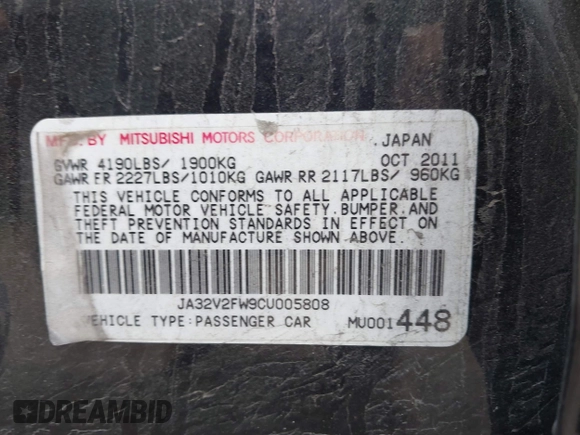 MFD. BY MITSUBISHI MOTORS CORPORATION, JAPAN
GVWR 4190LBS/ 1900KG OCT 2011
GAWR FR 2227LBS/1010KG GAWR RR 2117LBS/ 960KG
THIS VEHICLE CONFORMS TO ALL APPLICABLE
FEDERAL MOTOR VEHICLE SAFETY, BUMPER, AND
THEFT PREVENTION STANDARDS IN EFFECT ON
THE DATE OF MANUFACTURE SHOWN ABOVE.
JA32V2FW9CU005808
VEHICLE TYPE:PASSENGER CAR MU001448
DREAMBID